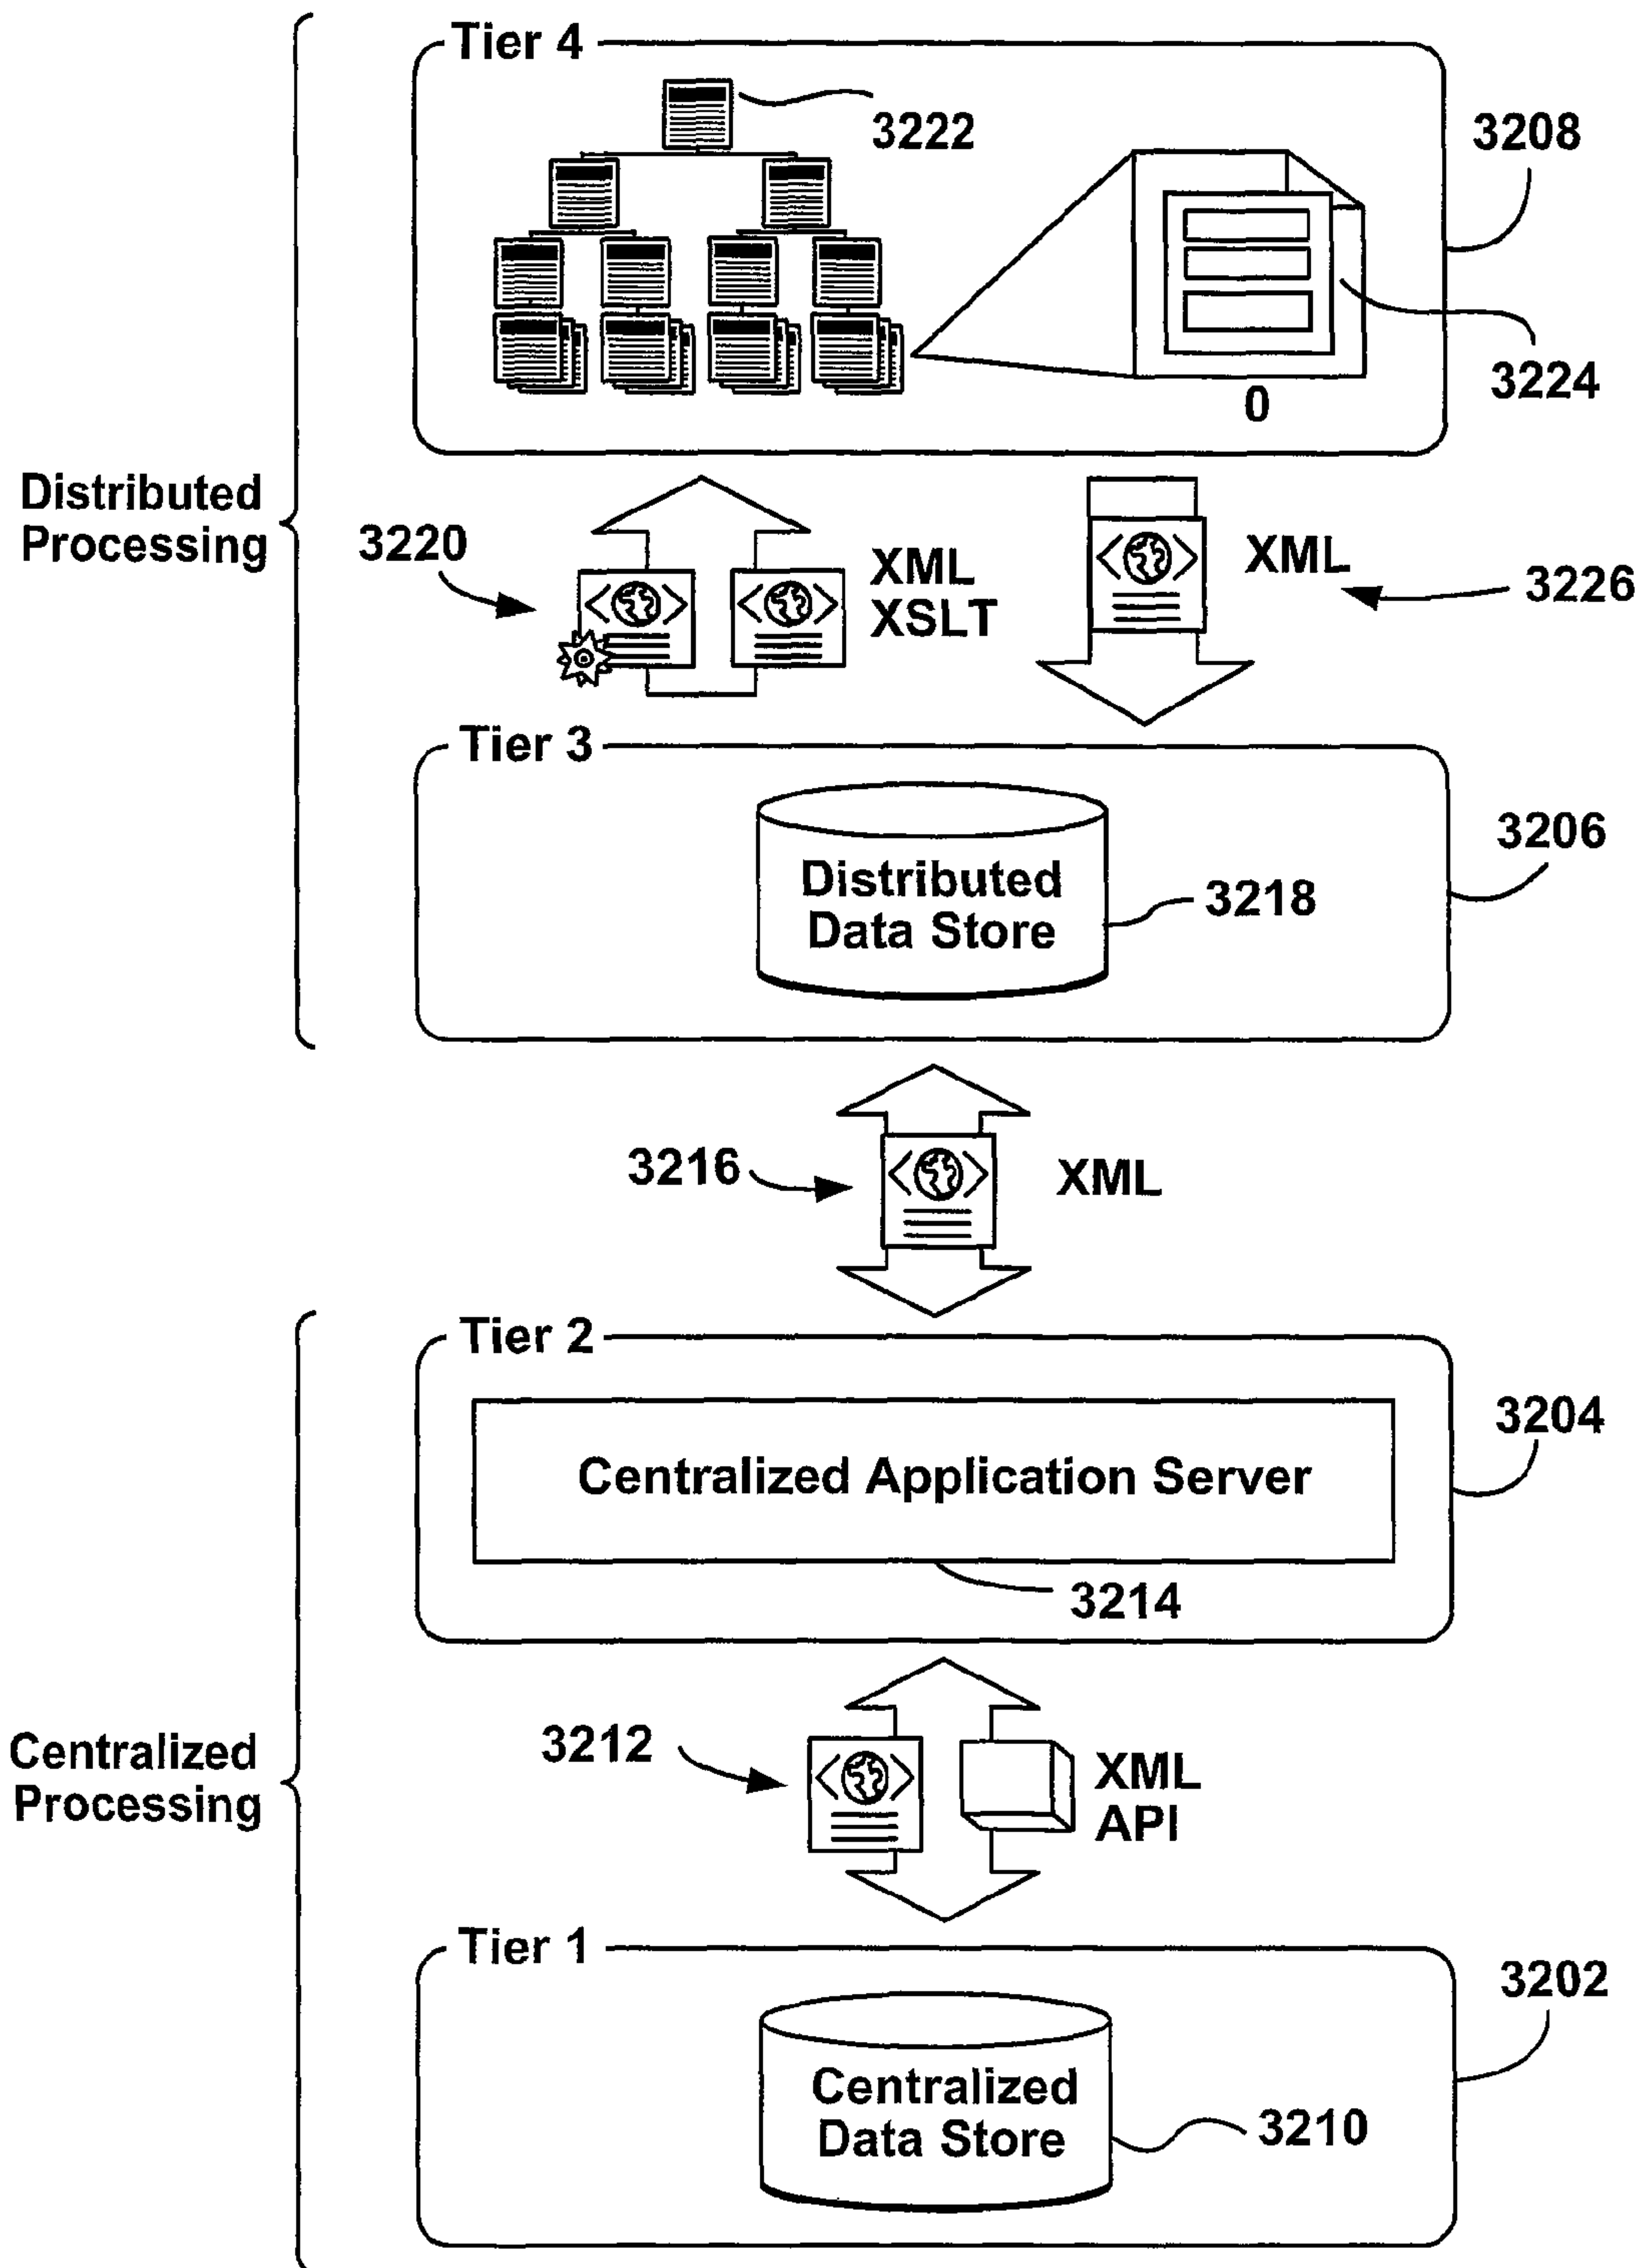 Tier 4
3222
3208
3224
0
Distributed
Processing
3220
XML
XSLT
XML
3226
Tier 3
3206
Distributed
Data Store
3218
3216
XML
Tier 2
3204
Centralized Application Server
3214
Centralized
Processing
3212
XML
API
Tier 1
3202
Centralized
Data Store
3210